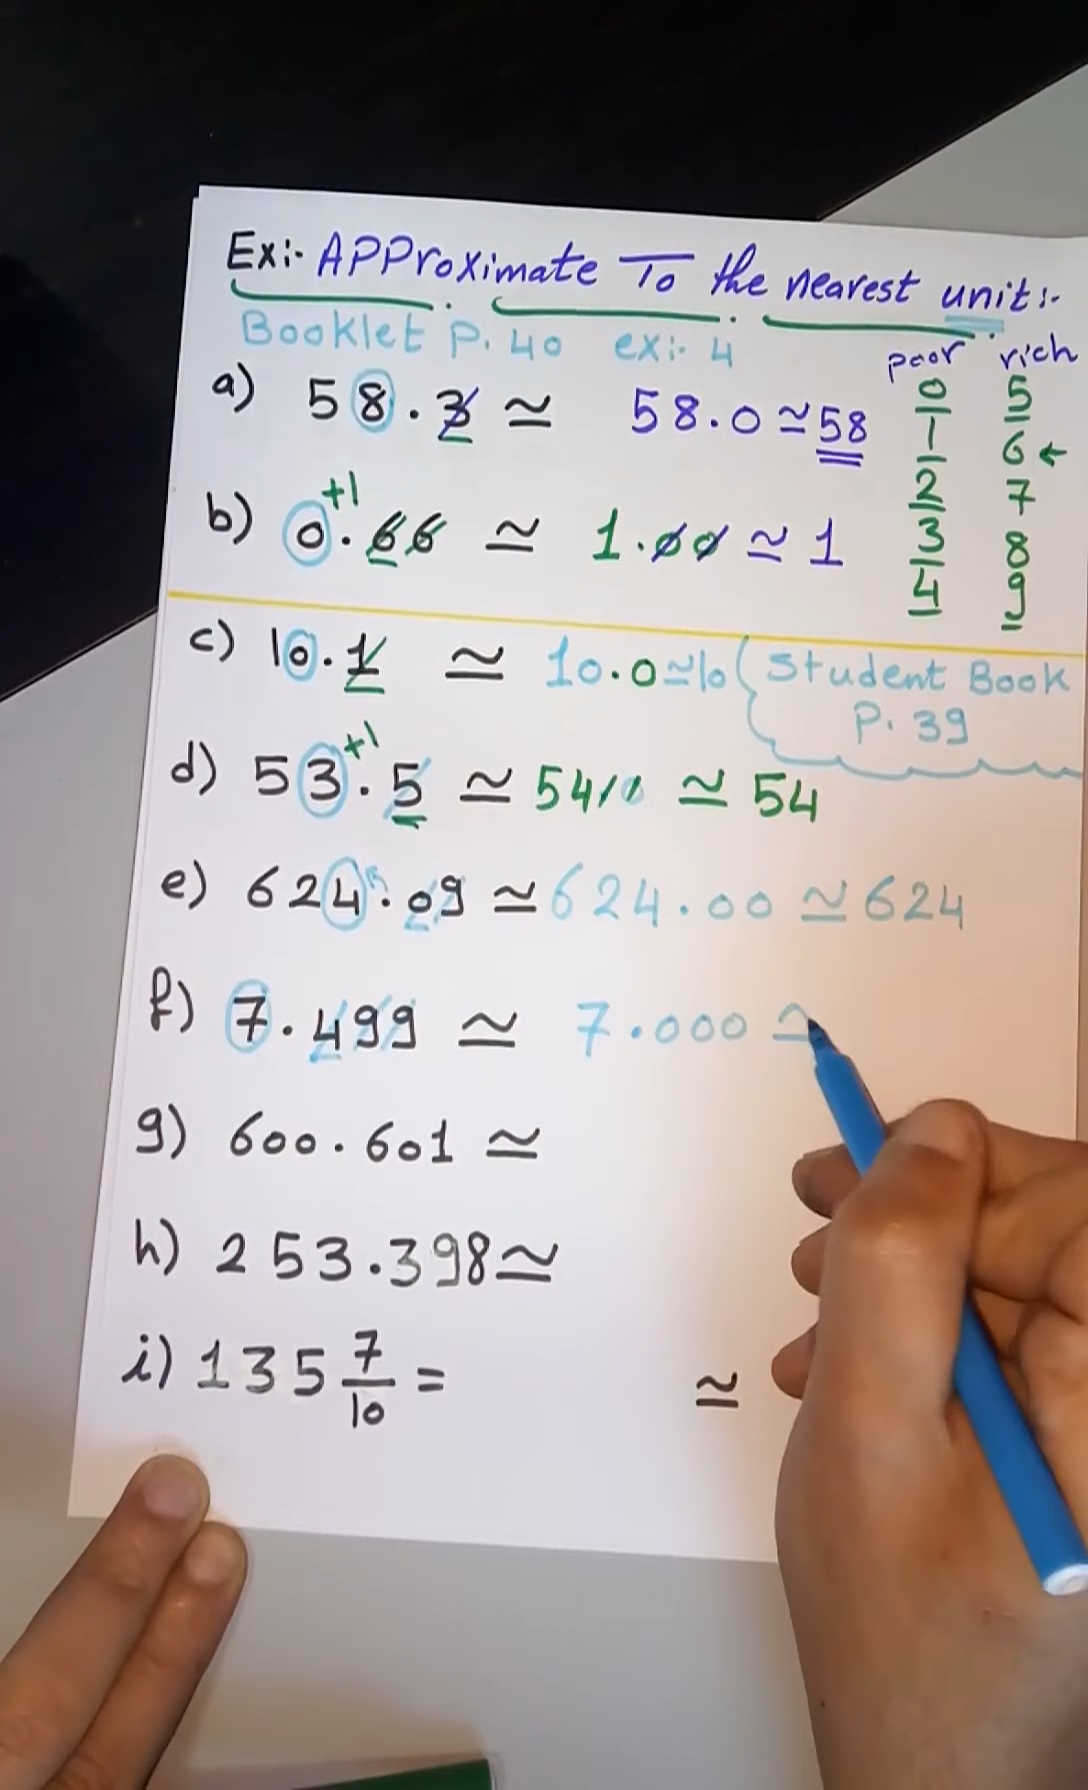 Ex:- APProximate To the nearest unit:-
Booklet P. 40 ex:- 4
poor rich
0 5
1 6 ←
2 7
3 8
4 9
a) 58.3 ≃ 58.0 ≃ 58
+1
b) 0.66 ≃ 1.00 ≃ 1
c) 10.1 ≃ 10.0 ≃ 10
Student Book
P. 39
+1
d) 53.5 ≃ 54.0 ≃ 54
e) 624.09 ≃ 624.00 ≃ 624
f) 7.499 ≃ 7.000 ≃
g) 600.601 ≃
h) 253.398 ≃
i) 135 7/10 = ≃